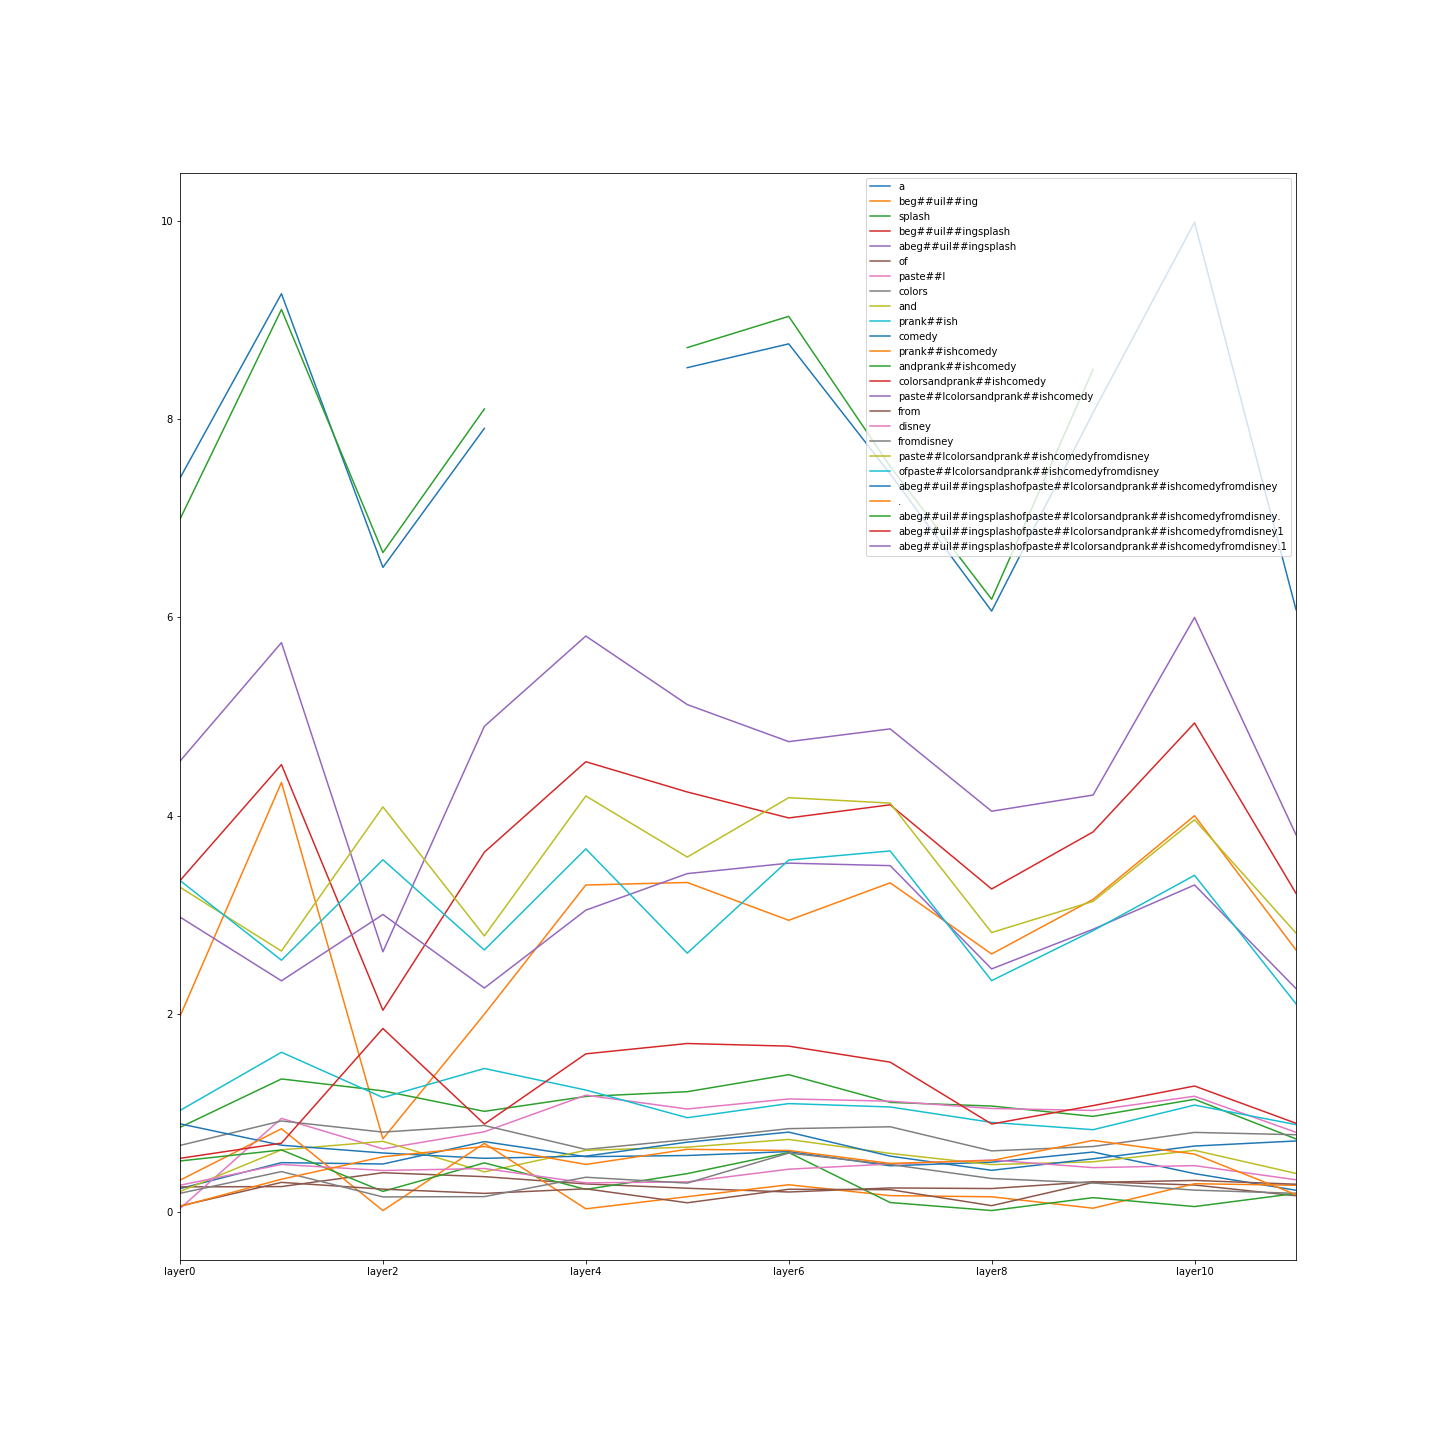 10
8
6
4
2
0
layer0
layer2
layer4
layer6
layer8
layer10
a
beg##uil##ing
splash
beg##uil##ingsplash
abeg##uil##ingsplash
of
paste##l
colors
and
prank##ish
comedy
prank##ishcomedy
andprank##ishcomedy
colorsandprank##ishcomedy
paste##lcolorsandprank##ishcomedy
from
disney
fromdisney
paste##lcolorsandprank##ishcomedyfromdisney
ofpaste##lcolorsandprank##ishcomedyfromdisney
abeg##uil##ingsplashofpaste##lcolorsandprank##ishcomedyfromdisney
.
abeg##uil##ingsplashofpaste##lcolorsandprank##ishcomedyfromdisney.
abeg##uil##ingsplashofpaste##lcolorsandprank##ishcomedyfromdisney1
abeg##uil##ingsplashofpaste##lcolorsandprank##ishcomedyfromdisney.1